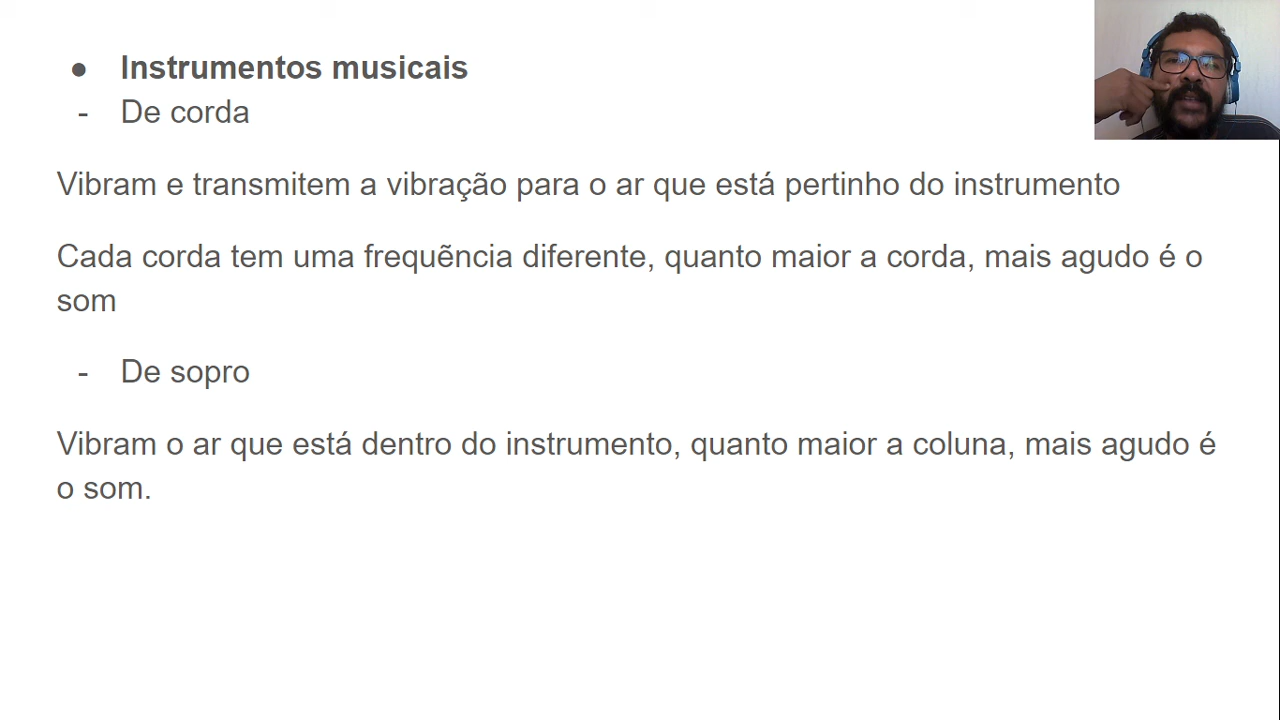 ● Instrumentos musicais
- De corda
Vibram e transmitem a vibração para o ar que está pertinho do instrumento
Cada corda tem uma frequẽncia diferente, quanto maior a corda, mais agudo é o
som
- De sopro
Vibram o ar que está dentro do instrumento, quanto maior a coluna, mais agudo é
o som.